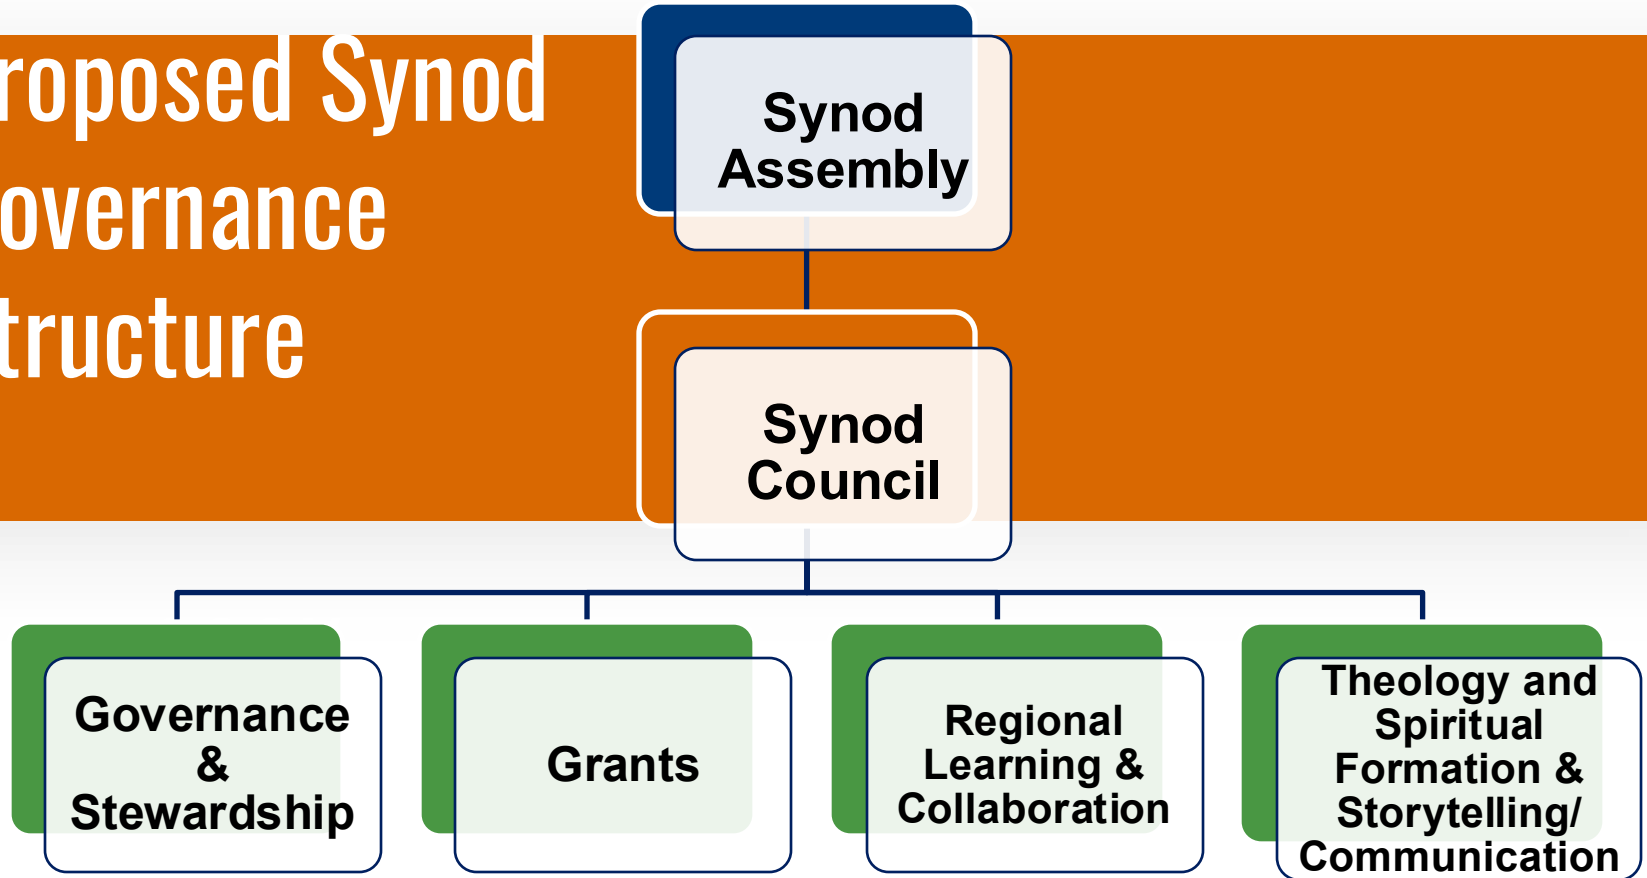 roposed Synod
overnance
tructure
Synod
Assembly
Synod
Council
Governance
&
Stewardship
Grants
Regional
Learning &
Collaboration
Theology and
Spiritual
Formation &
Storytelling/
Communication